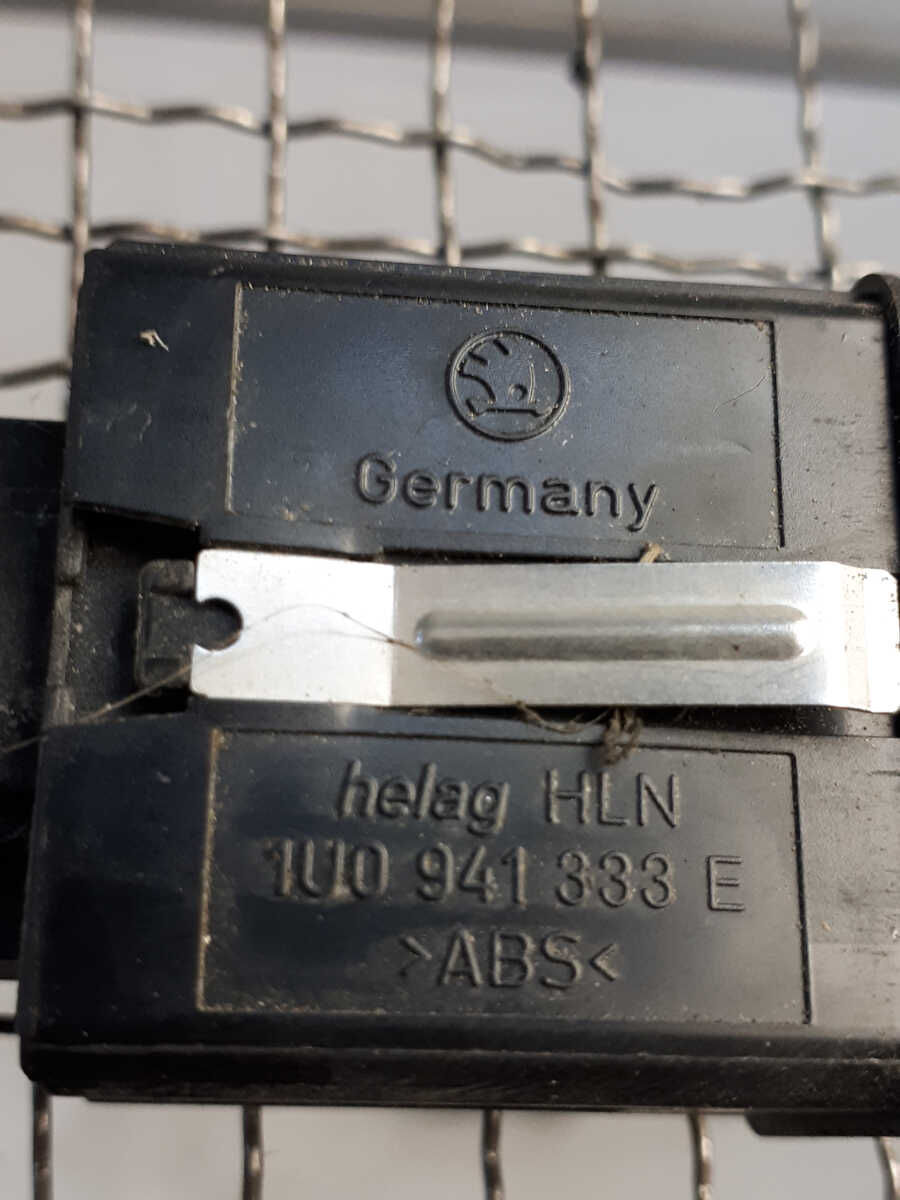 Germany
helag HLN
1U0 941 333 E
>ABS<